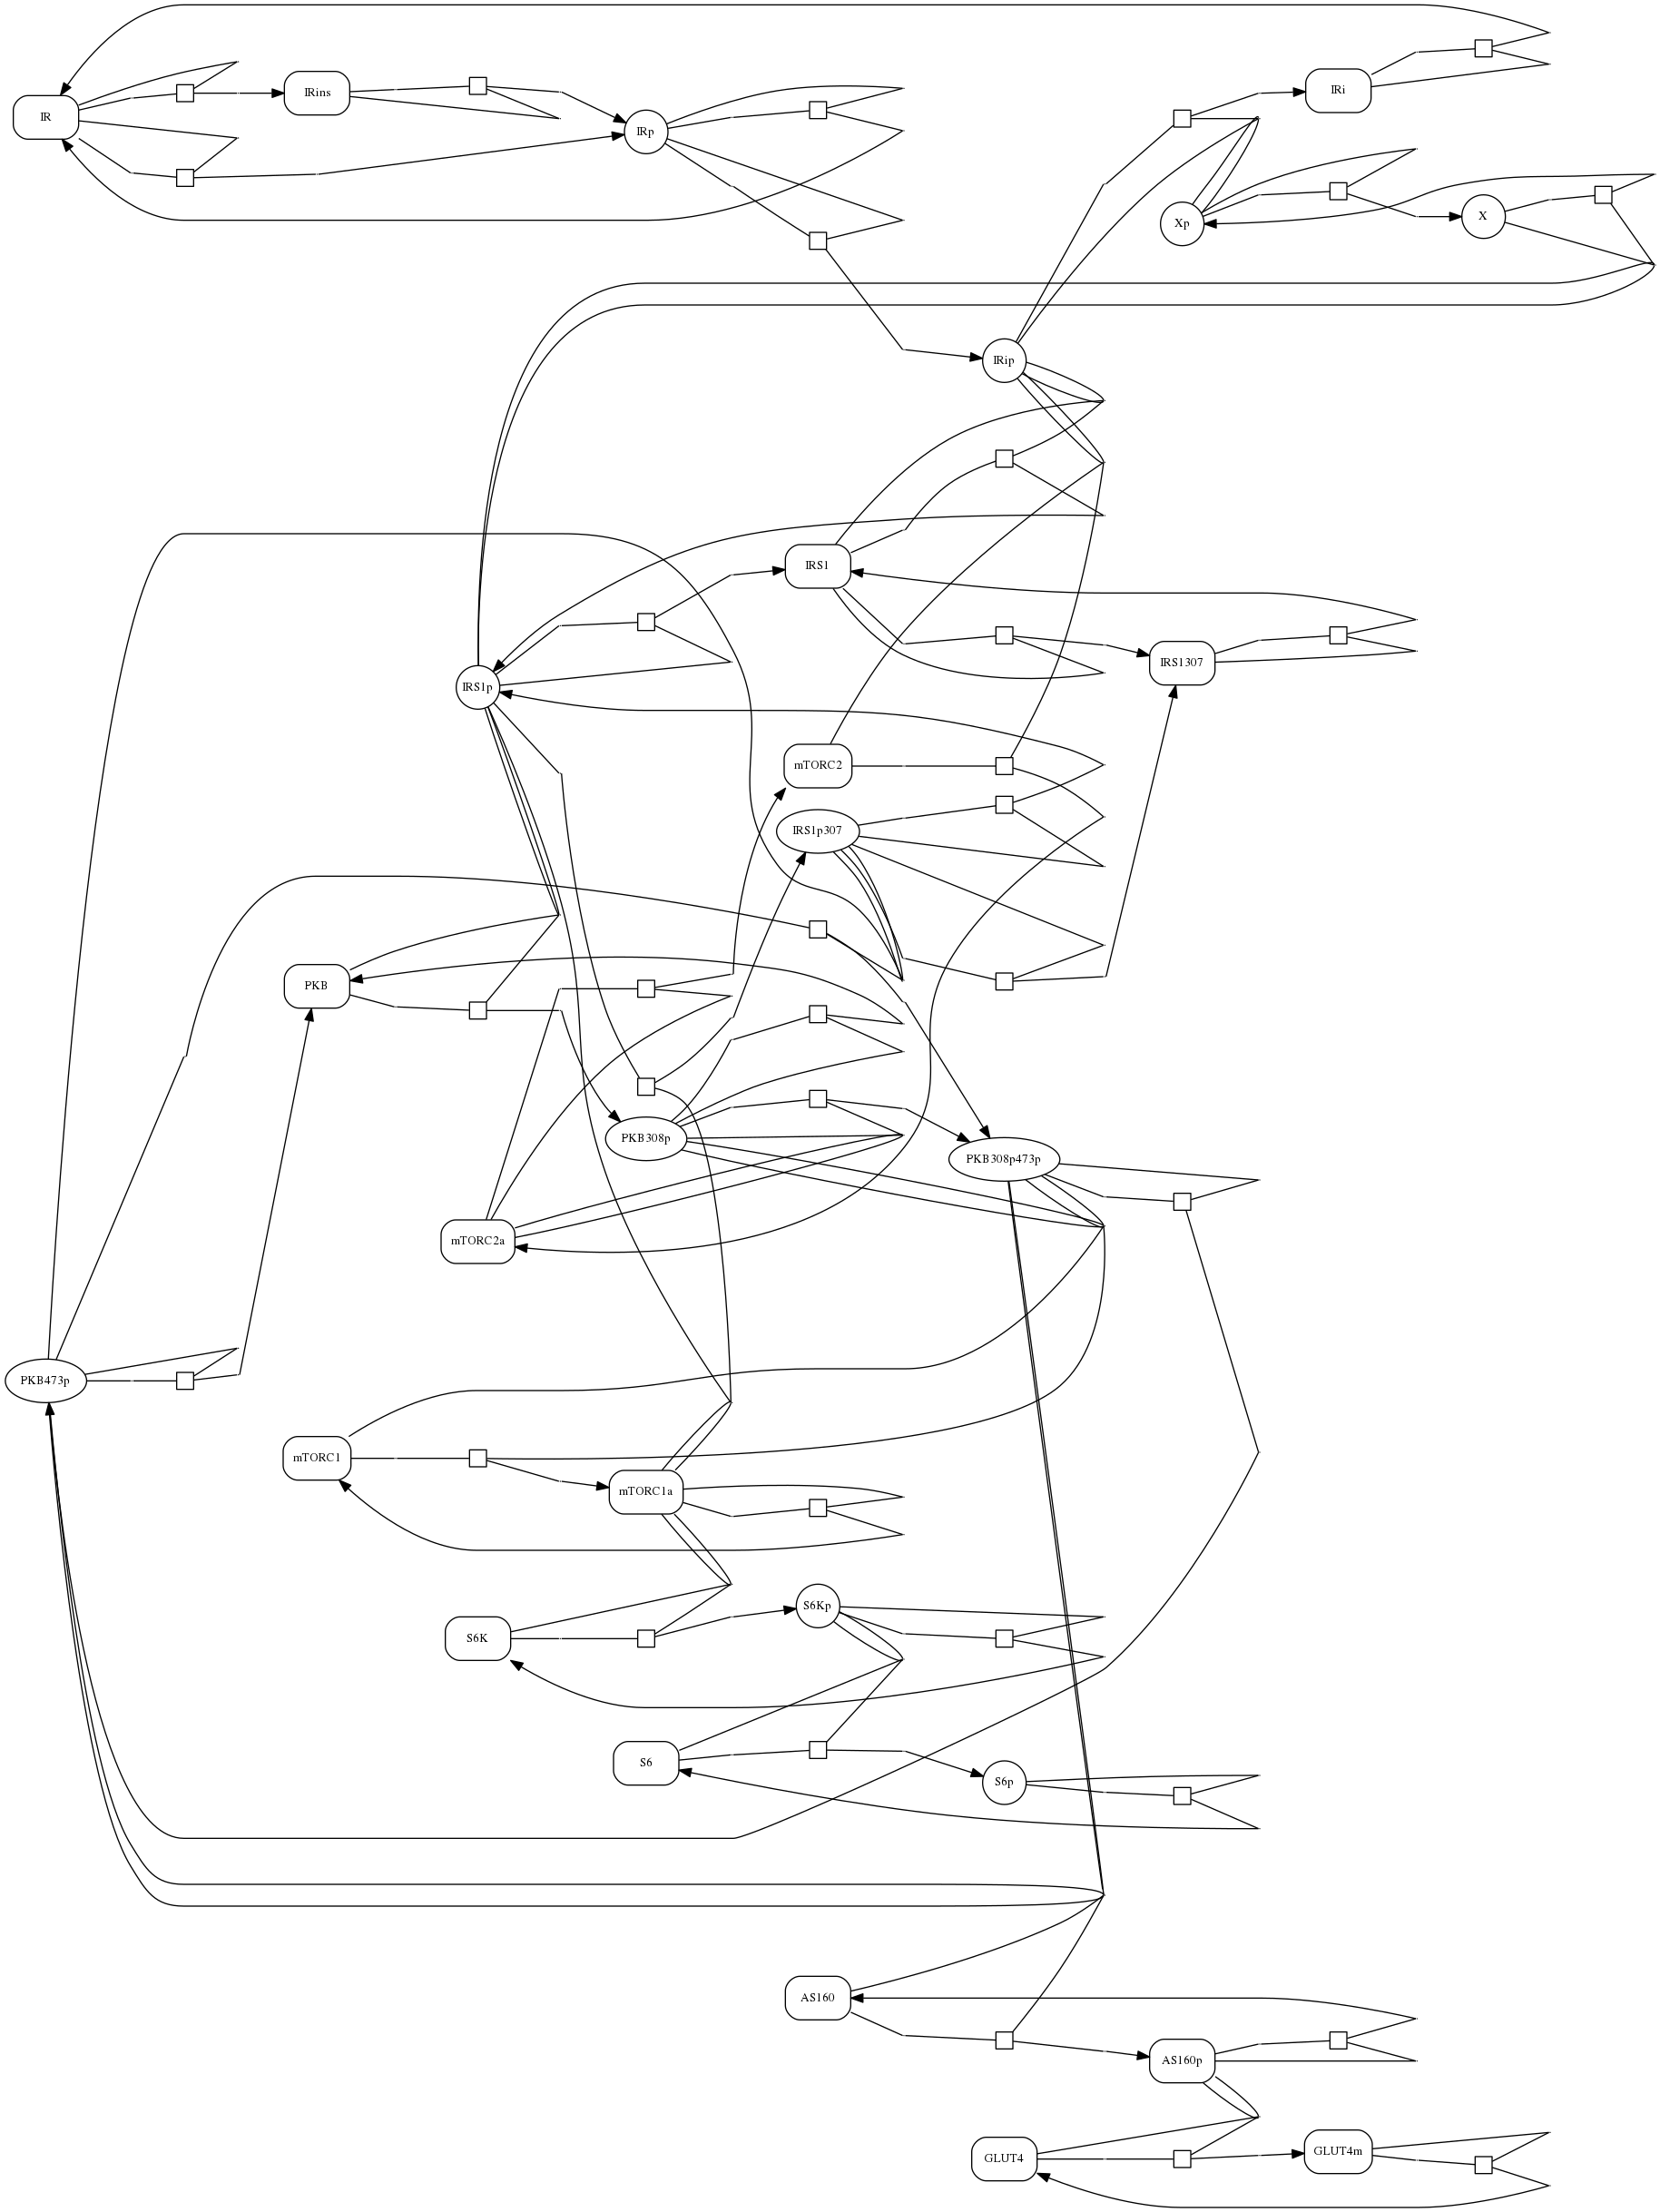 IRi
IRins
IR
IRp
X
Xp
IRip
IRS1
IRS1307
IRS1p
mTORC2
IRS1p307
PKB
PKB308p
PKB308p473p
mTORC2a
PKB473p
mTORC1
mTORC1a
S6Kp
S6K
S6
S6p
AS160
AS160p
GLUT4m
GLUT4